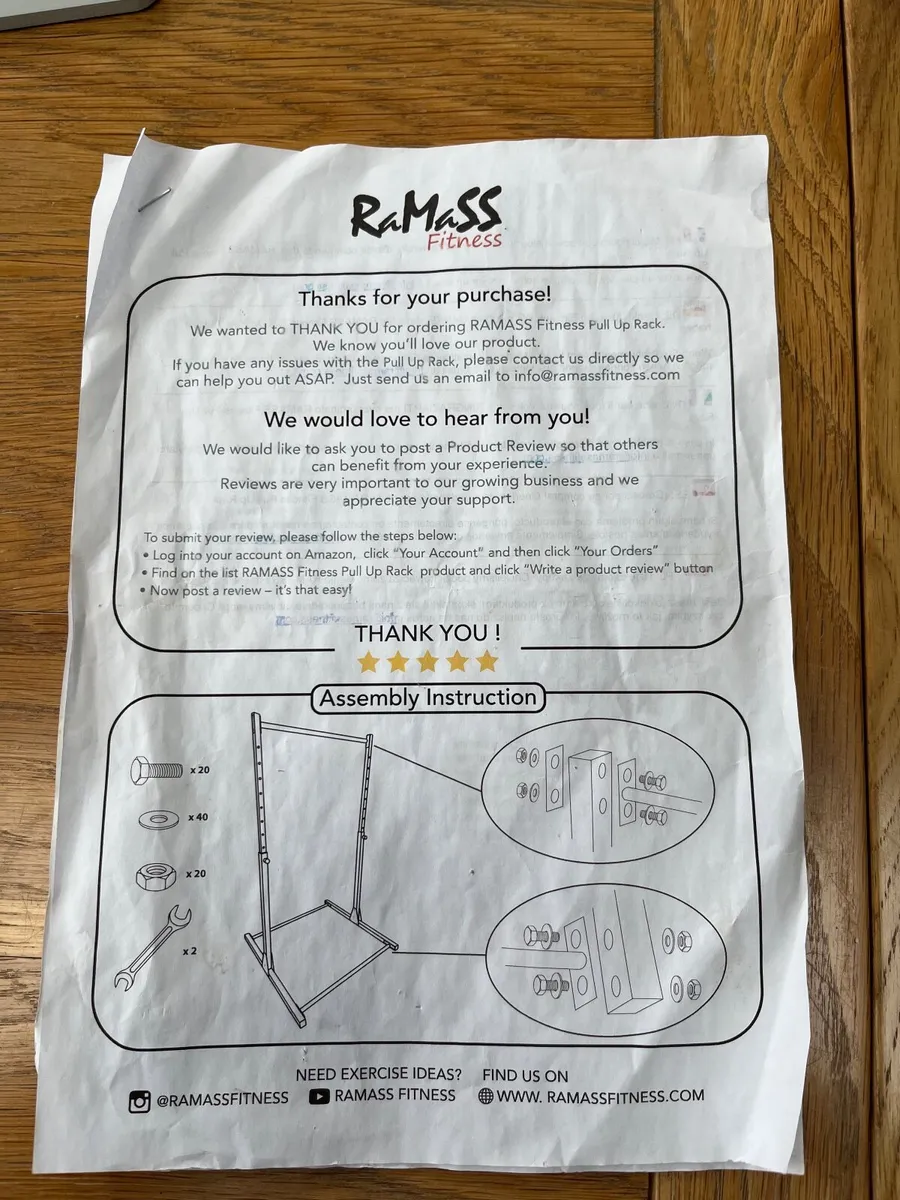 RaMaSS
Fitness
Thanks for your purchase!
We wanted to THANK YOU for ordering RAMASS Fitness Pull Up Rack.
We know you'll love our product.
If you have any issues with the Pull Up Rack, please contact us directly so we
can help you out ASAP. Just send us an email to info@ramassfitness.com
We would love to hear from you!
We would like to ask you to post a Product Review so that others
can benefit from your experience.
Reviews are very important to our growing business and we
appreciate your support.
To submit your review, please follow the steps below:
• Log into your account on Amazon, click "Your Account" and then click "Your Orders"
• Find on the list RAMASS Fitness Pull Up Rack product and click "Write a product review" button
• Now post a review – it's that easy!
THANK YOU !
Assembly Instruction
x 20
x 40
x 20
x 2
NEED EXERCISE IDEAS? FIND US ON
@RAMASSFITNESS RAMASS FITNESS WWW. RAMASSFITNESS.COM